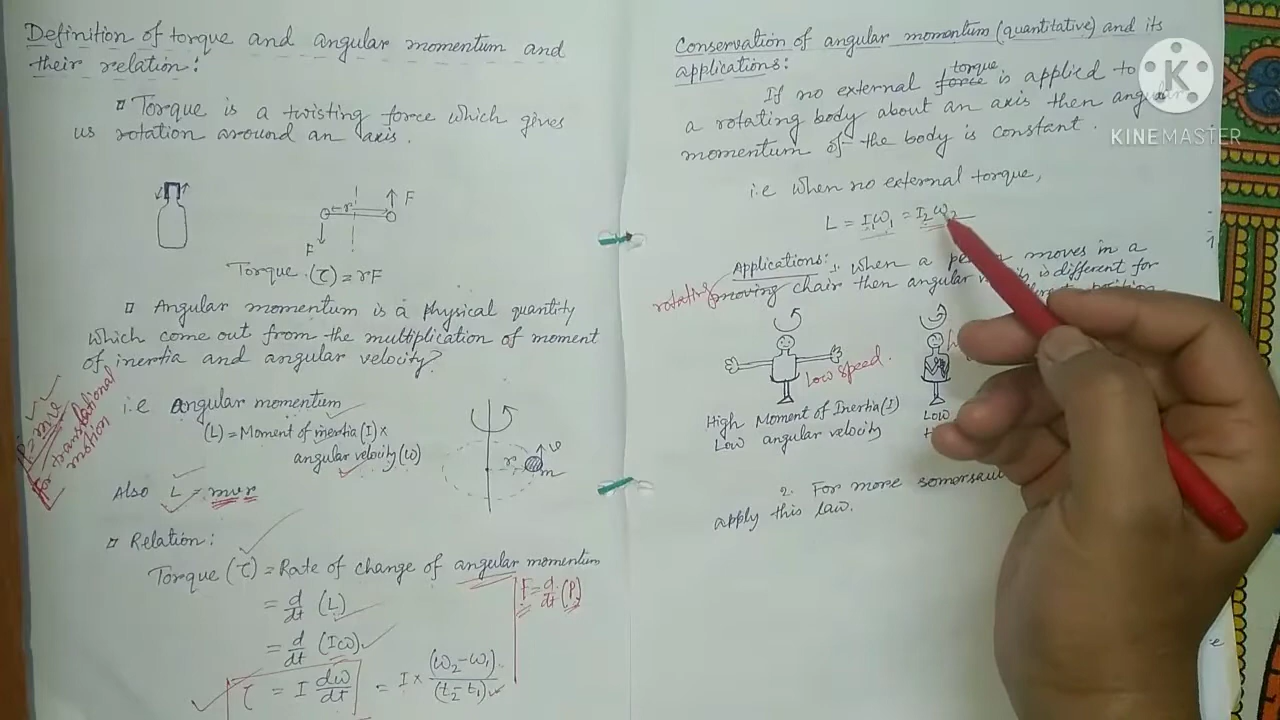 Definition of torque and angular momentum and
their relation:
Torque is a twisting force which gives
us rotation around an axis.
r
F
F
Torque (τ) = rF
Angular momentum is a physical quantity
which come out from the multiplication of moment
of inertia and angular velocity?
P = mv
for translational
motion
i.e angular momentum
(L) = Moment of inertia (I) ×
angular velocity (ω)
r
v
m
Also L = mvr
Relation:
Torque (τ) = Rate of change of angular momentum
= d/dt (L)
F = d/dt (P)
= d/dt (Iω)
τ = I dω/dt = I × (ω₂-ω₁)/(t₂-t₁)
Conservation of angular momentum (quantitative) and its
applications:
torque
If no external force is applied to
a rotating body about an axis then angular
momentum of the body is constant.
i.e when no external torque,
L = I₁ω₁ = I₂ω₂
Applications: 1. When a moves in a
rotating moving chair then angular is different for
Low speed.
High Moment of Inertia (I)
Low angular velocity
Low
2. For more
apply this law.
K
KINEMASTER